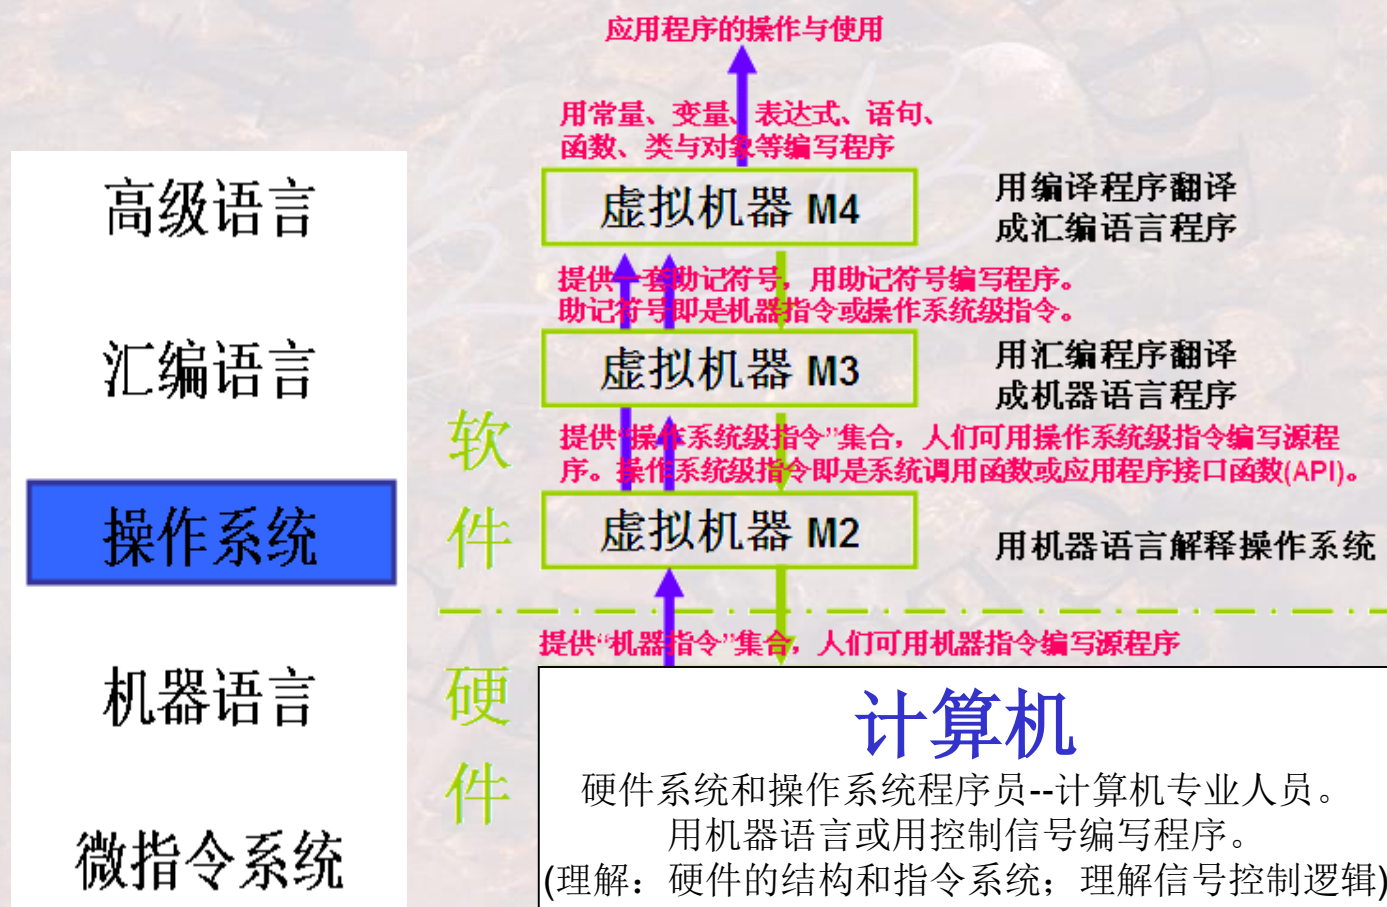 应用程序的操作与使用
用常量、变量、表达式、语句、
函数、类与对象等编写程序
高级语言
虚拟机器 M4
用编译程序翻译
成汇编语言程序
提供一套助记符号，用助记符号编写程序。
助记符号即是机器指令或操作系统级指令。
汇编语言
虚拟机器 M3
用汇编程序翻译
成机器语言程序
软件
提供“操作系统级指令”集合，人们可用操作系统级指令编写源程
序。操作系统级指令即是系统调用函数或应用程序接口函数(API)。
操作系统
虚拟机器 M2
用机器语言解释操作系统
提供“机器指令”集合，人们可用机器指令编写源程序
机器语言
硬件
计算机
硬件系统和操作系统程序员--计算机专业人员。
用机器语言或用控制信号编写程序。
(理解：硬件的结构和指令系统；理解信号控制逻辑)
微指令系统